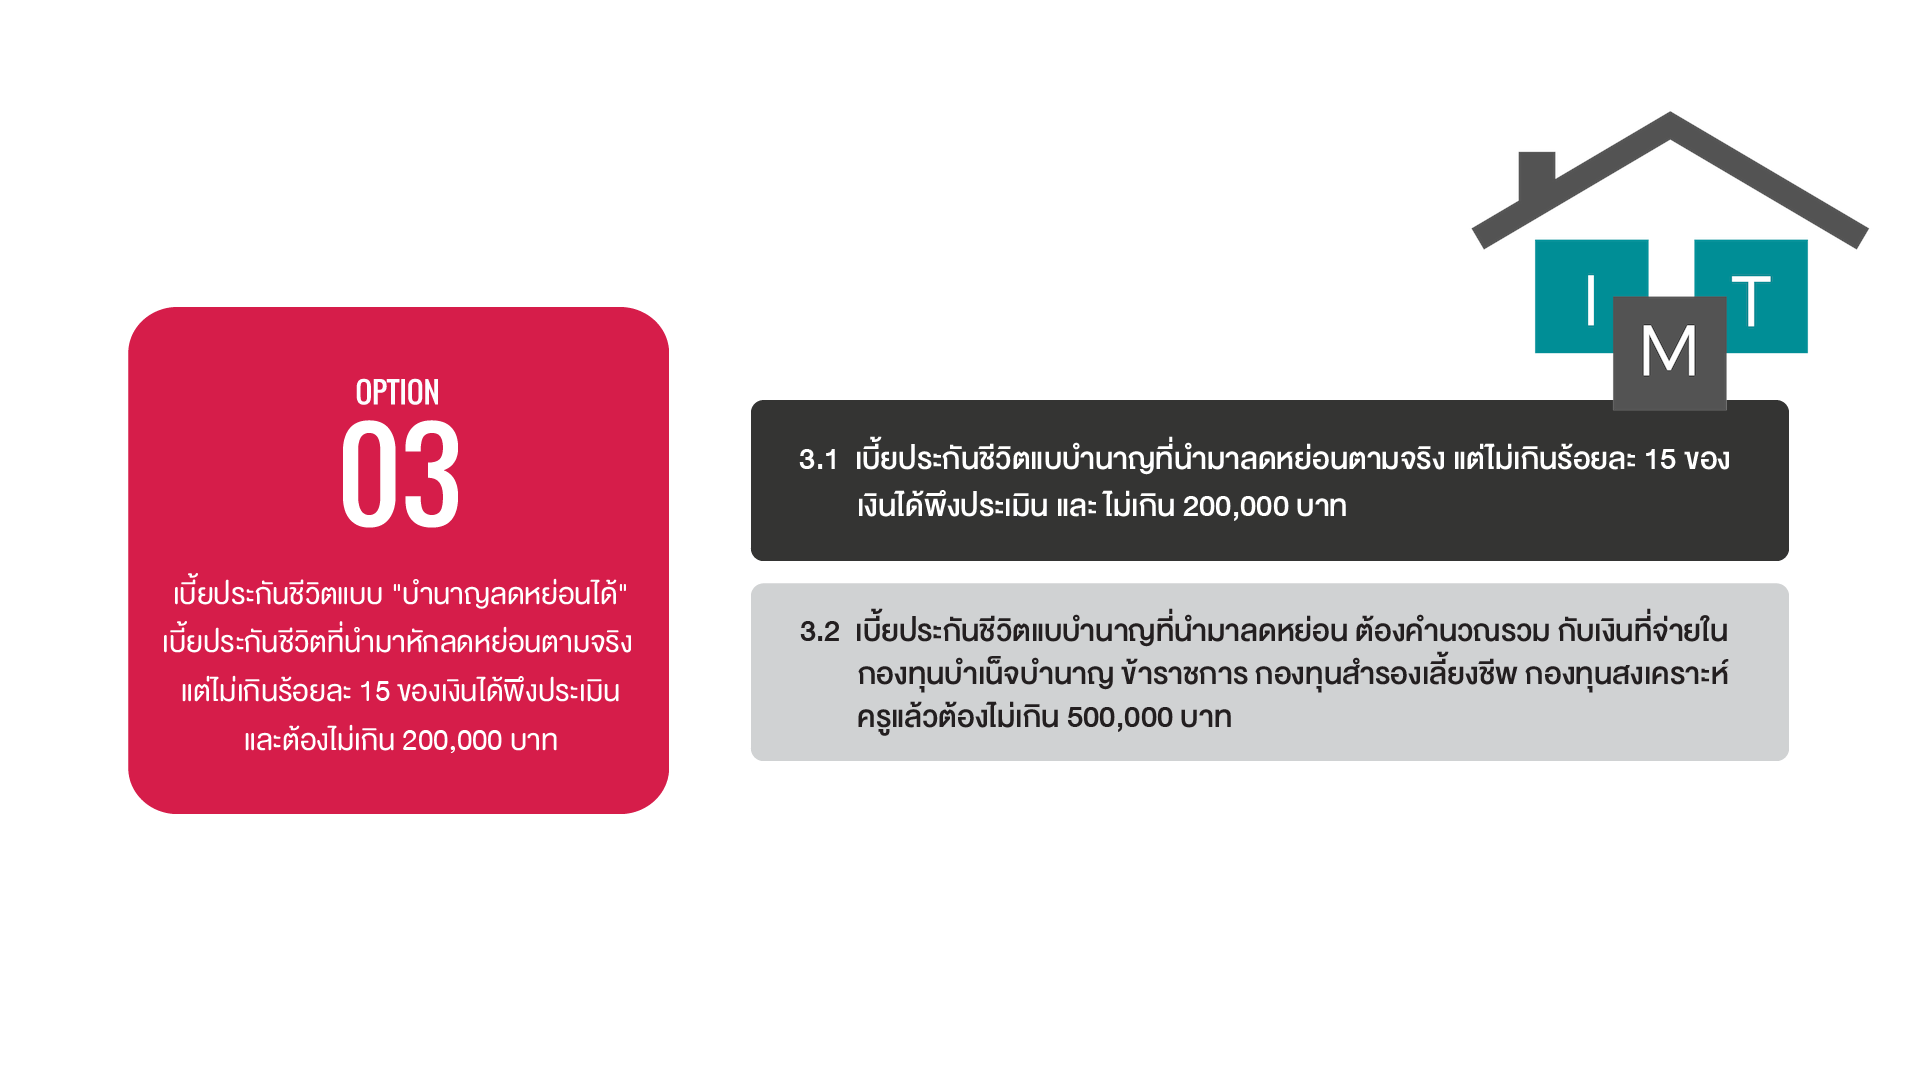 I M T
OPTION
03
เบี้ยประกันชีวิตแบบ "บำนาญลดหย่อนได้"
เบี้ยประกันชีวิตที่นำมาหักลดหย่อนตามจริง
แต่ไม่เกินร้อยละ 15 ของเงินได้พึงประเมิน
และต้องไม่เกิน 200,000 บาท
3.1 เบี้ยประกันชีวิตแบบบำนาญที่นำมาลดหย่อนตามจริง แต่ไม่เกินร้อยละ 15 ของ
เงินได้พึงประเมิน และ ไม่เกิน 200,000 บาท
3.2 เบี้ยประกันชีวิตแบบบำนาญที่นำมาลดหย่อน ต้องคำนวณรวม กับเงินที่จ่ายใน
กองทุนบำเน็จบำนาญ ข้าราชการ กองทุนสำรองเลี้ยงชีพ กองทุนสงเคราะห์
ครูแล้วต้องไม่เกิน 500,000 บาท